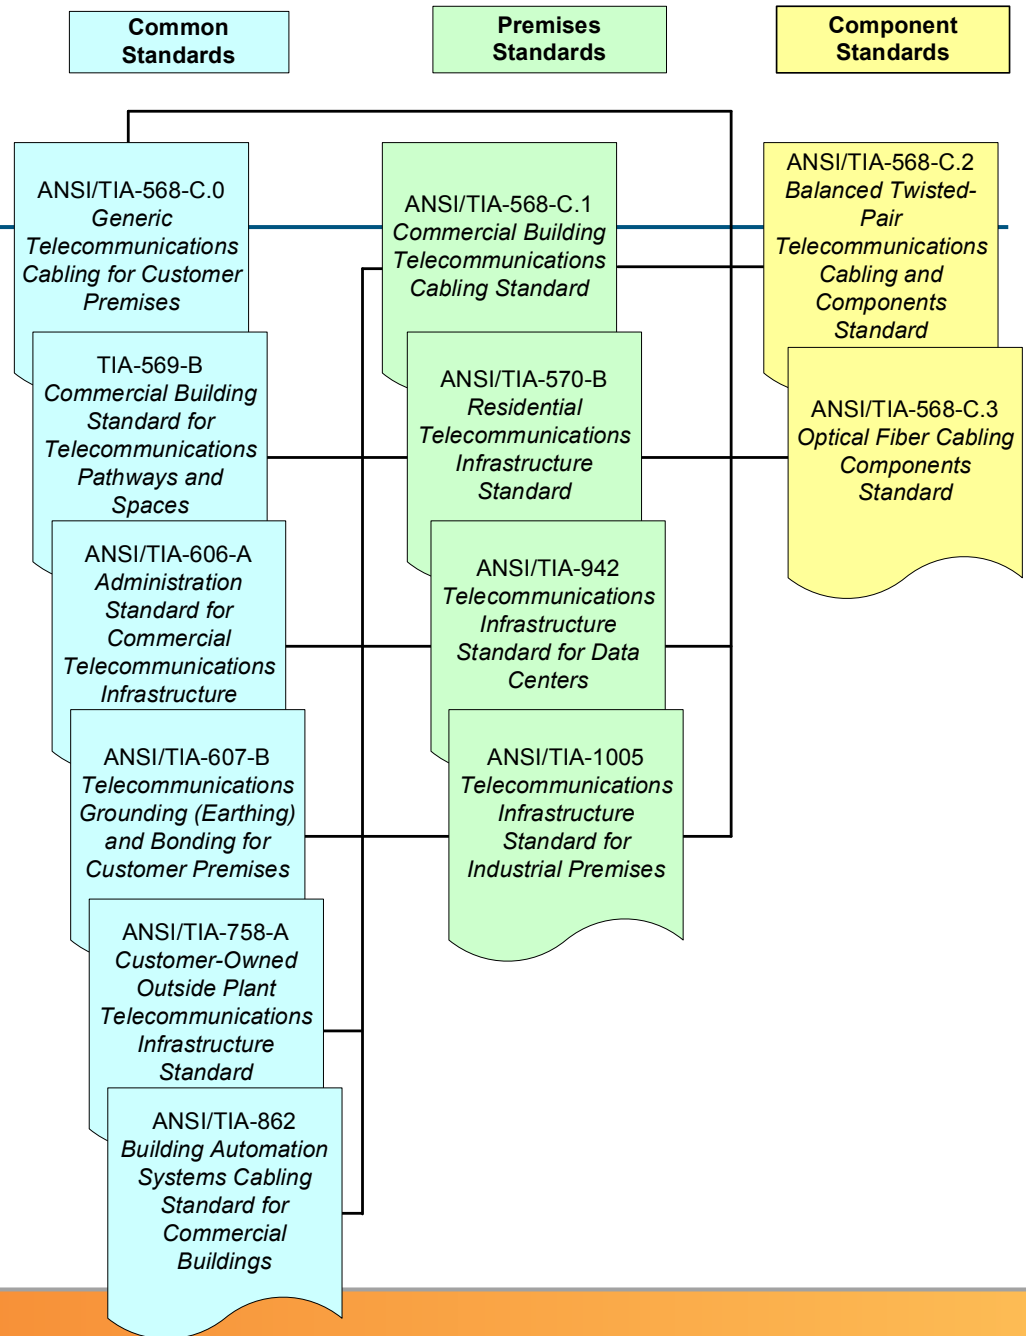 Common
Standards
Premises
Standards
Component
Standards
ANSI/TIA-568-C.0
Generic
Telecommunications
Cabling for Customer
Premises
TIA-569-B
Commercial Building
Standard for
Telecommunications
Pathways and
Spaces
ANSI/TIA-606-A
Administration
Standard for
Commercial
Telecommunications
Infrastructure
ANSI/TIA-607-B
Telecommunications
Grounding (Earthing)
and Bonding for
Customer Premises
ANSI/TIA-758-A
Customer-Owned
Outside Plant
Telecommunications
Infrastructure
Standard
ANSI/TIA-862
Building Automation
Systems Cabling
Standard for
Commercial
Buildings
ANSI/TIA-568-C.1
Commercial Building
Telecommunications
Cabling Standard
ANSI/TIA-570-B
Residential
Telecommunications
Infrastructure
Standard
ANSI/TIA-942
Telecommunications
Infrastructure
Standard for Data
Centers
ANSI/TIA-1005
Telecommunications
Infrastructure
Standard for
Industrial Premises
ANSI/TIA-568-C.2
Balanced Twisted-
Pair
Telecommunications
Cabling and
Components
Standard
ANSI/TIA-568-C.3
Optical Fiber Cabling
Components
Standard